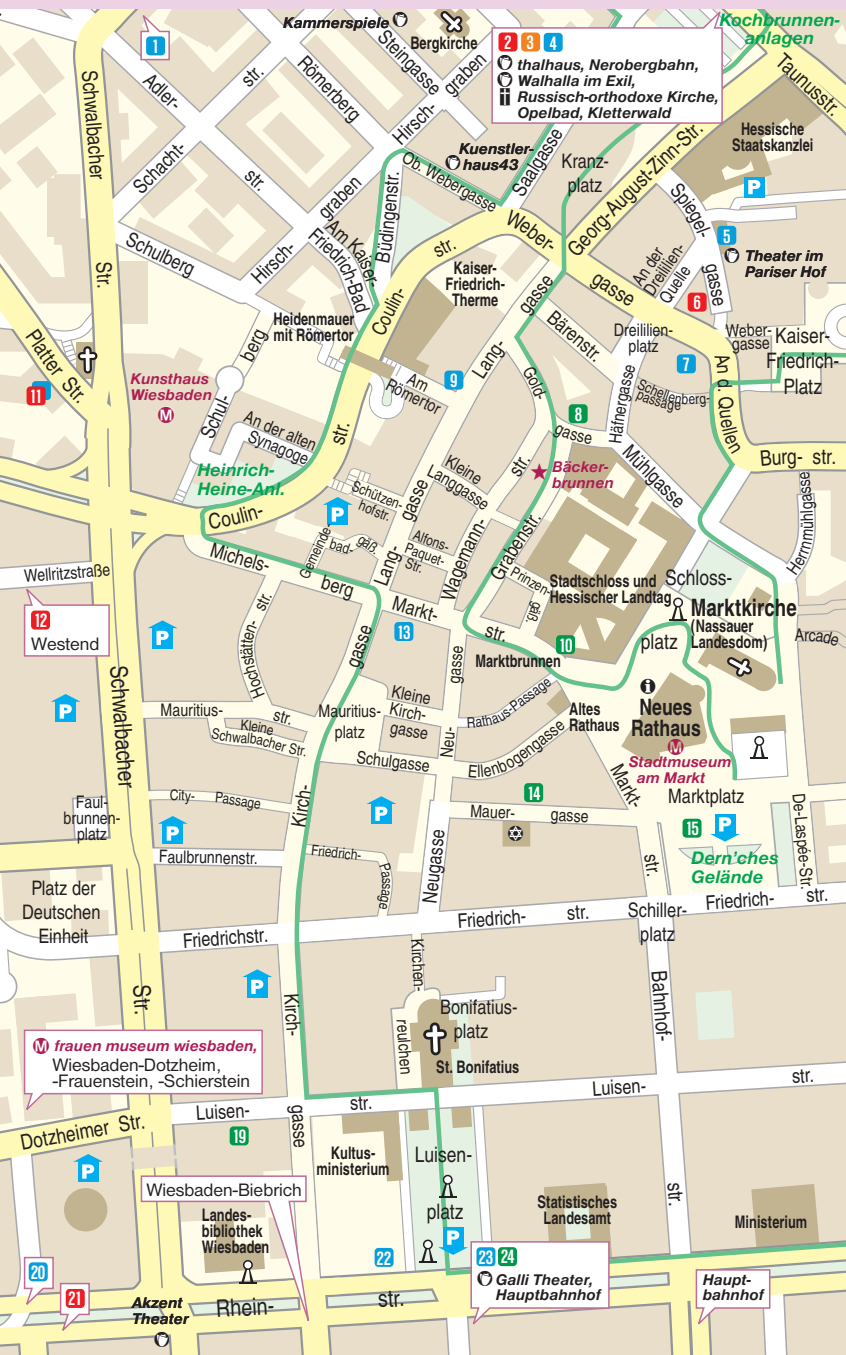 Kammerspiele
Bergkirche
Kochbrunnen-
anlagen
1
2 3 4
thalhaus, Nerobergbahn,
Walhalla im Exil,
Russisch-orthodoxe Kirche,
Opelbad, Kletterwald
Schwalbacher
Adler-
str.
Römerberg
Steingasse
Hirsch-
graben
Taunusstr.
Hessische
Staatskanzlei
P
Kuenstler-
haus43
Ob. Webergasse
Saalgasse
Kranz-
platz
Georg-August-Zinn-Str.
Schacht-
str.
Hirsch-
graben
Am Kaiser-
Friedrich-Bad
Büdingenstr.
Weber-
gasse
Spiegel-
gasse
5
Theater im
Pariser Hof
An der
Dreililien-
Quelle
6
Schulberg
Str.
Coulin-
str.
Kaiser-
Friedrich-
Therme
Heidenmauer
mit Römertor
Bärenstr.
Dreililien-
platz
Weber-
gasse
Kaiser-
Friedrich-
Platz
Platter Str.
Kunsthaus
Wiesbaden
M
11
Schul-
berg
Am
Römertor
9
Lang-
gasse
Gold-
gasse
8
Häfnergasse
7
Schellenberg-
passage
An d. Quellen
An der alten
Synagoge
str.
Heinrich-
Heine-Anl.
Coulin-
Bäcker-
brunnen
Mühlgasse
Burg- str.
Kleine
Langgasse
str.
Schützen-
hofstr.
P
Gemeinde-
bad-
gäß.
Lang-
gasse
Alfons-
Paquet-
Str.
Wagemann-
Grabenstr.
Prinzen-
gäß.
Stadtschloss und
Hessischer Landtag
Herrnmühlgasse
Michels-
berg
Wellritzstraße
12
Westend
Schloss-
platz
Marktkirche
(Nassauer
Landesdom)
Arcade
Markt-
str.
13
10
Marktbrunnen
P
P
Hochstätten-
str.
gasse
Mauritius-
str.
Kleine
Schwalbacher Str.
Mauritius-
platz
Kleine
Kirch-
gasse
Neu-
gasse
Rathaus-Passage
Altes
Rathaus
i
Neues
Rathaus
M
Stadtmuseum
am Markt
Schulgasse
Ellenbogengasse
Schwalbacher
Faul-
brunnen-
platz
City-
Passage
Kirch-
P
P
14
Mauer-
gasse
Markt-
str.
Marktplatz
15
P
Dern'ches
Gelände
De-Laspée-Str.
Faulbrunnenstr.
Friedrich-
Passage
Neugasse
Platz der
Deutschen
Einheit
Friedrichstr.
Friedrich-
str.
Schiller-
platz
Friedrich-
str.
Str.
P
Kirch-
gasse
Kirchen-
reulchen
Bonifatius-
platz
St. Bonifatius
Bahnhof-
str.
M frauen museum wiesbaden,
Wiesbaden-Dotzheim,
-Frauenstein, -Schierstein
Luisen-
str.
Luisen-
str.
Dotzheimer Str.
19
P
Kultus-
ministerium
Luisen-
platz
Wiesbaden-Biebrich
Landes-
bibliothek
Wiesbaden
Statistisches
Landesamt
Ministerium
P
20
21
22
23 24
Galli Theater,
Hauptbahnhof
Haupt-
bahnhof
Akzent
Theater
Rhein-
str.